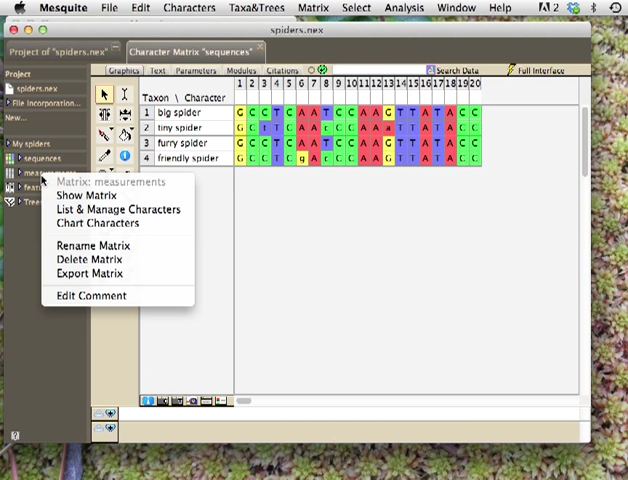 Mesquite File Edit Characters Taxa&Trees Matrix Select Analysis Window Help 2
spiders.nex
Project of "spiders.nex" Character Matrix "sequences"
Project
spiders.nex
File Incorporation...
New...
My spiders
sequences
Graphics Text Parameters Modules Citations Search Data Full Interface
Taxon \ Character 1 2 3 4 5 6 7 8 9 10 11 12 13 14 15 16 17 18 19 20
1 big spider G C C T C A A T C C A A G T T A T A C C
2 tiny spider G C t T C A A c C C A A a T T A T A C C
3 furry spider G C C T C A A T C C A A G T T A T A C C
4 friendly spider G C C T C g A c C C A A G T T A T A C C
Matrix: measurements
Show Matrix
List & Manage Characters
Chart Characters
Rename Matrix
Delete Matrix
Export Matrix
Edit Comment